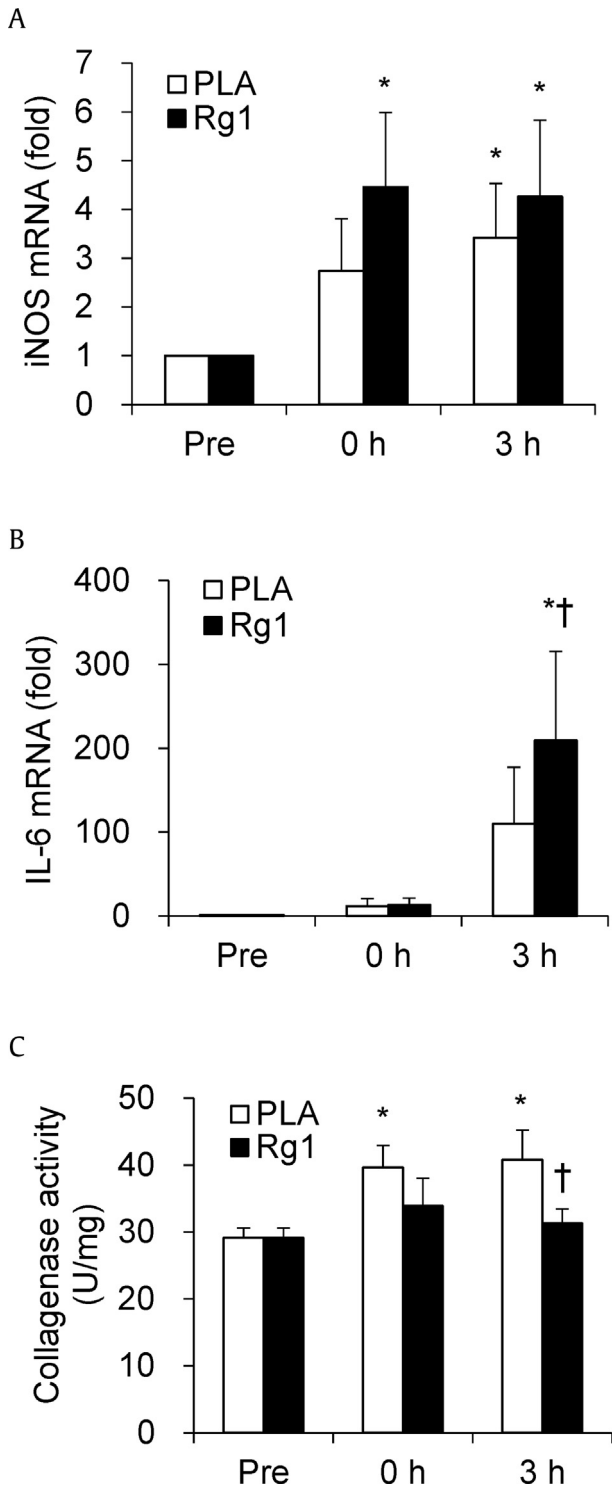 A
iNOS mRNA (fold)
7
6
5
4
3
2
1
0
PLA
Rg1
*
*
*
Pre
0 h
3 h
B
IL-6 mRNA (fold)
400
300
200
100
0
PLA
Rg1
*†
Pre
0 h
3 h
C
Collagenase activity
(U/mg)
50
40
30
20
10
0
PLA
Rg1
*
*
†
Pre
0 h
3 h